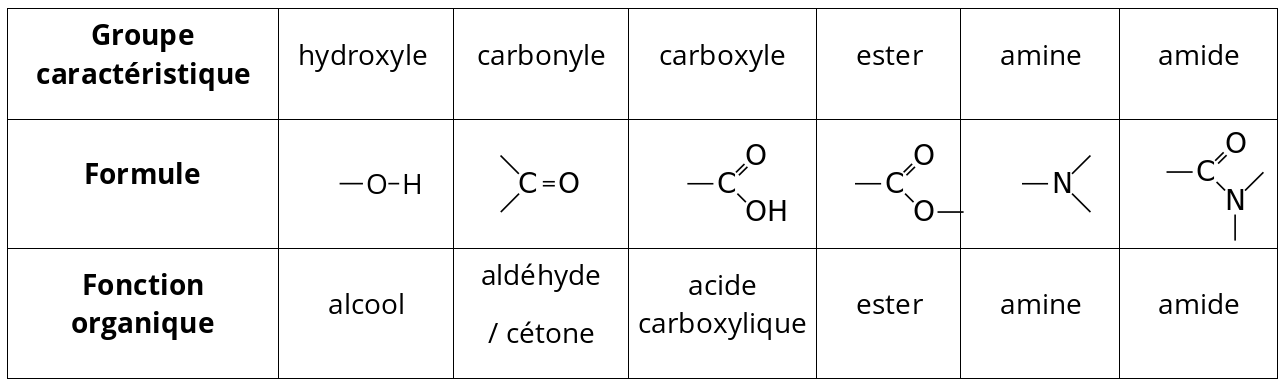 Groupe
caractéristique
hydroxyle
carbonyle
carboxyle
ester
amine
amide
Formule
—O–H
C=O
C
O
OH
C
O
O
N
C
O
N
Fonction
organique
alcool
aldéhyde
/ cétone
acide
carboxylique
ester
amine
amide